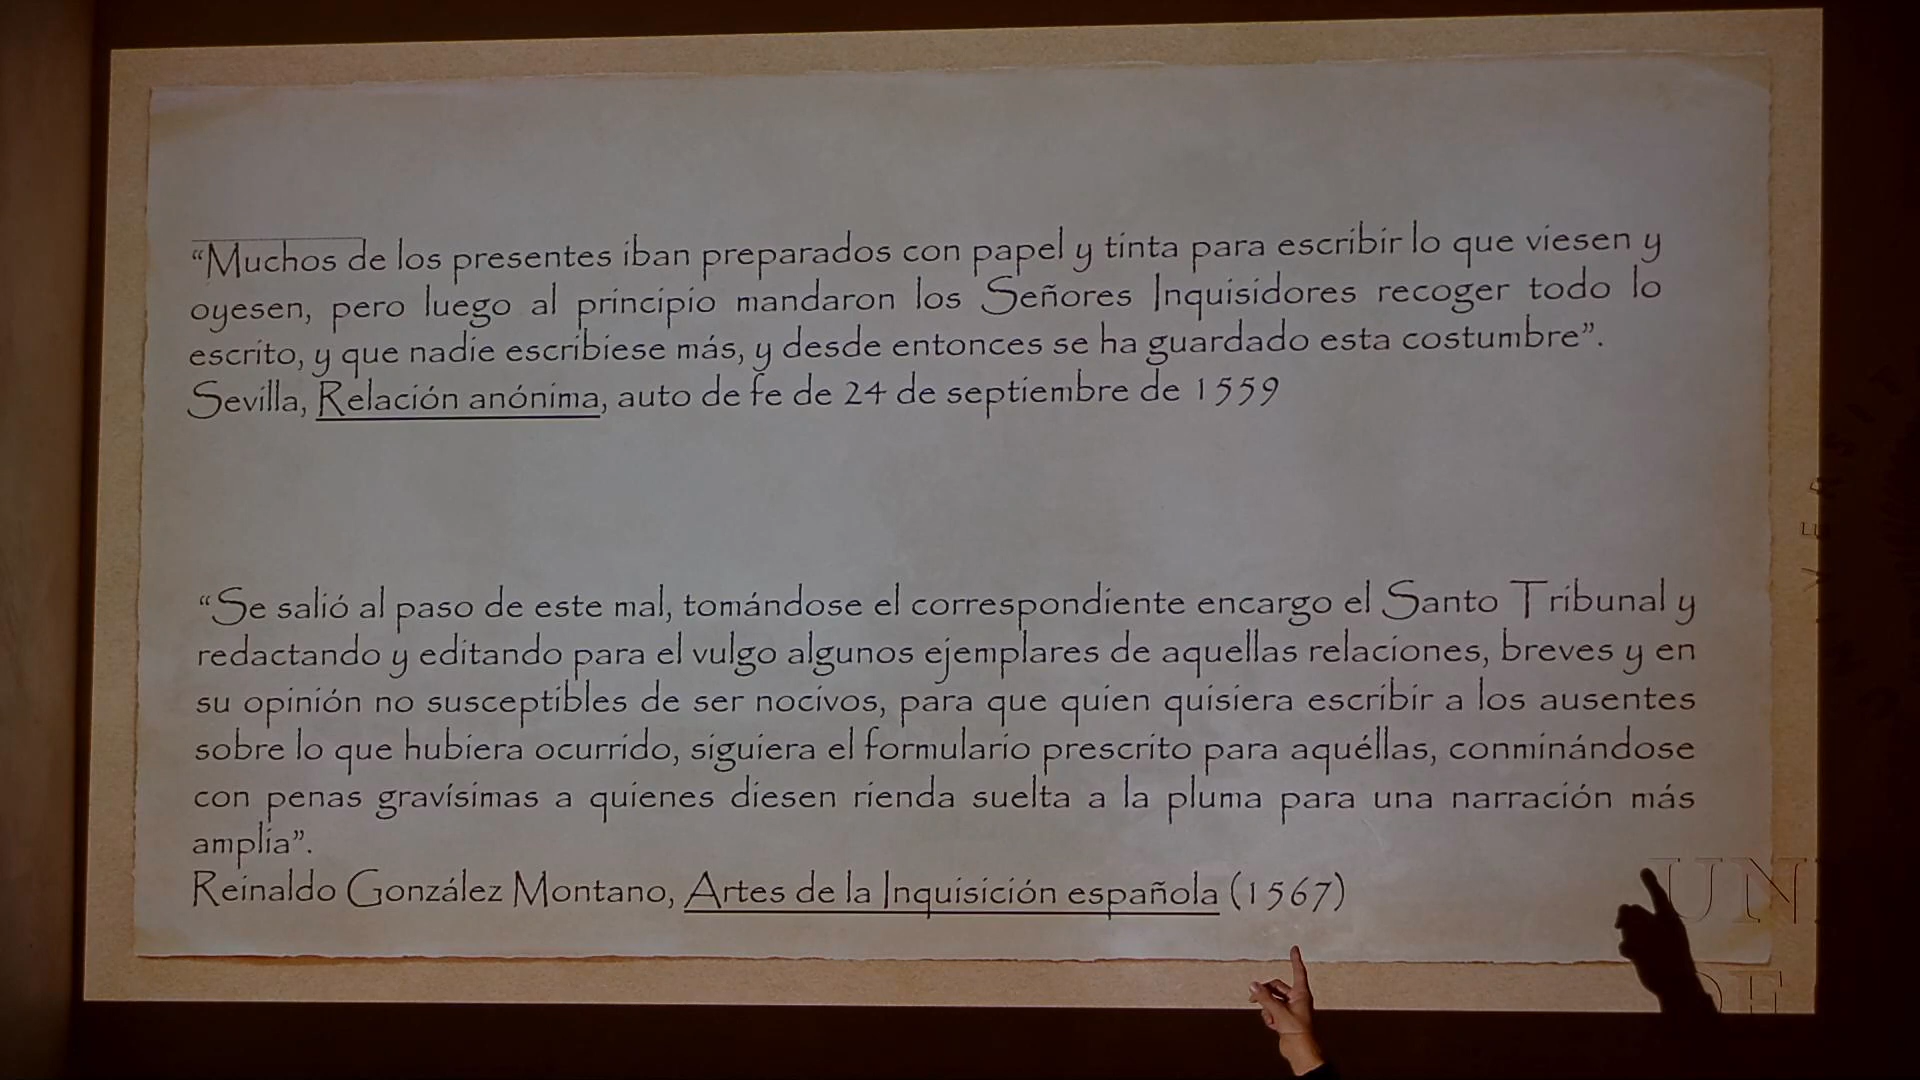 “Muchos de los presentes iban preparados con papel y tinta para escribir lo que viesen y
oyesen, pero luego al principio mandaron los Señores Inquisidores recoger todo lo
escrito, y que nadie escribiese más, y desde entonces se ha guardado esta costumbre”.
Sevilla, Relación anónima, auto de fe de 24 de septiembre de 1559
“Se salió al paso de este mal, tomándose el correspondiente encargo el Santo Tribunal y
redactando y editando para el vulgo algunos ejemplares de aquellas relaciones, breves y en
su opinión no susceptibles de ser nocivos, para que quien quisiera escribir a los ausentes
sobre lo que hubiera ocurrido, siguiera el formulario prescrito para aquéllas, conminándose
con penas gravísimas a quienes diesen rienda suelta a la pluma para una narración más
amplia”.
Reinaldo González Montano, Artes de la Inquisición española (1567)
UN
DE